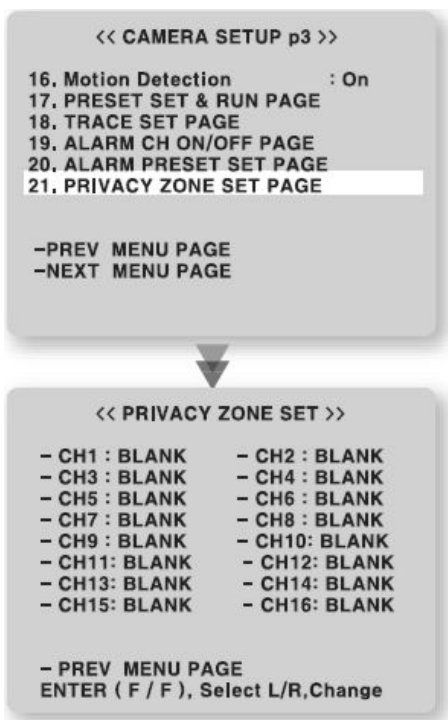 << CAMERA SETUP p3 >>
16. Motion Detection : On
17. PRESET SET & RUN PAGE
18. TRACE SET PAGE
19. ALARM CH ON/OFF PAGE
20. ALARM PRESET SET PAGE
21. PRIVACY ZONE SET PAGE
-PREV MENU PAGE
-NEXT MENU PAGE
<< PRIVACY ZONE SET >>
- CH1 : BLANK - CH2 : BLANK
- CH3 : BLANK - CH4 : BLANK
- CH5 : BLANK - CH6 : BLANK
- CH7 : BLANK - CH8 : BLANK
- CH9 : BLANK - CH10: BLANK
- CH11: BLANK - CH12: BLANK
- CH13: BLANK - CH14: BLANK
- CH15: BLANK - CH16: BLANK
- PREV MENU PAGE
ENTER ( F / F ), Select L/R,Change